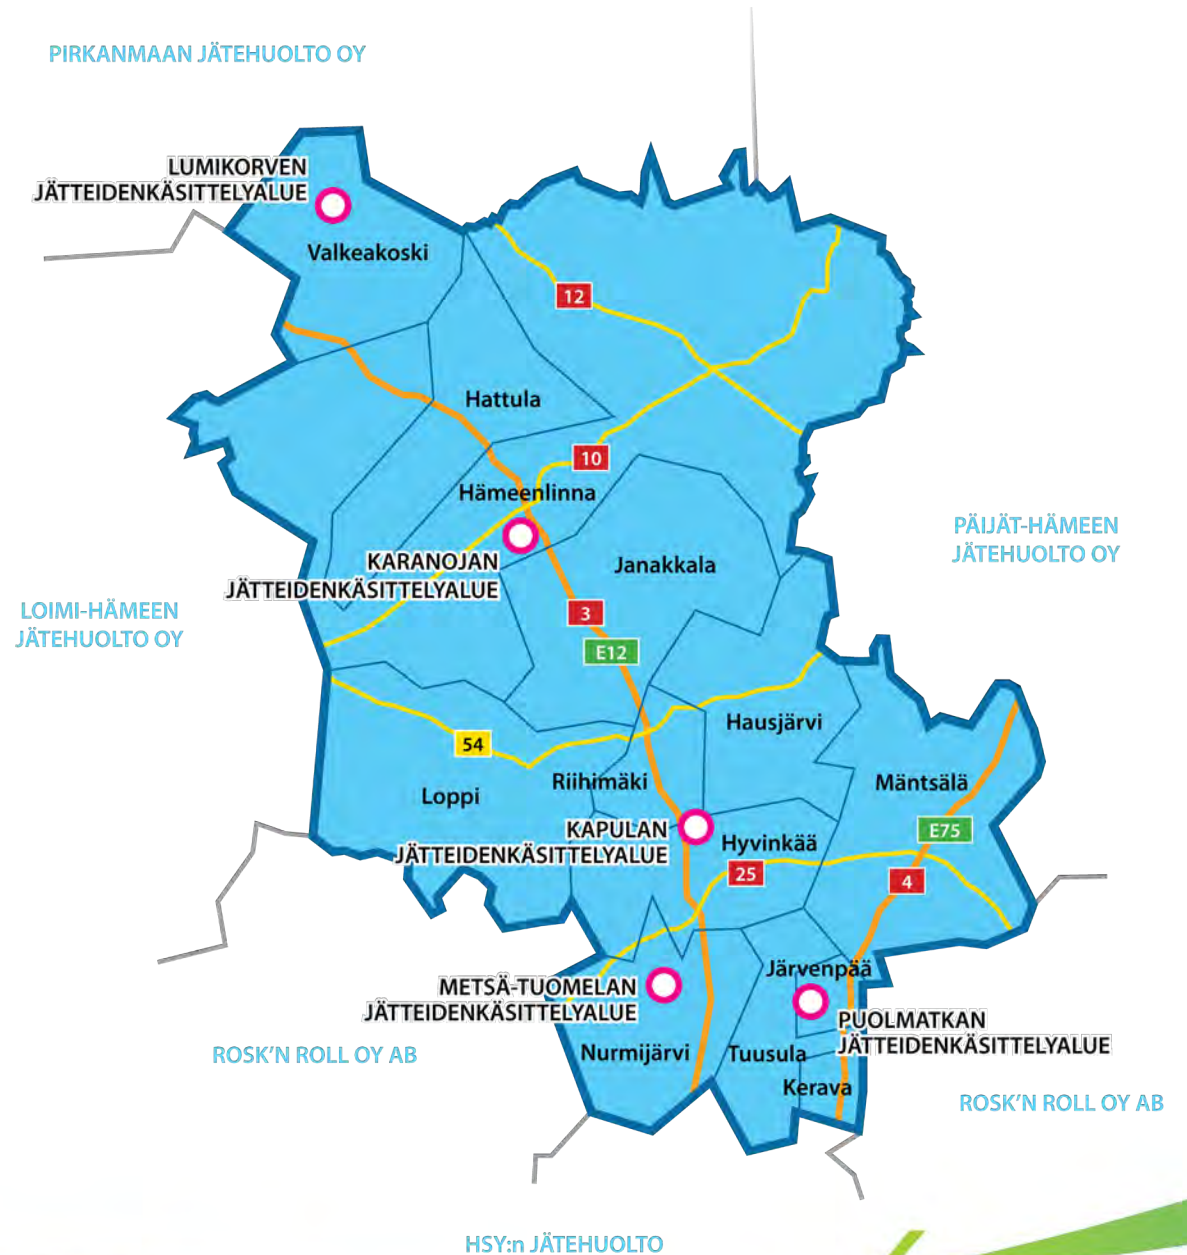 PIRKANMAAN JÄTEHUOLTO OY
LUMIKORVEN
JÄTTEIDENKÄSITTELYALUE
Valkeakoski
12
Hattula
10
Hämeenlinna
KARANOJAN
JÄTTEIDENKÄSITTELYALUE
Janakkala
PÄIJÄT-HÄMEEN
JÄTEHUOLTO OY
LOIMI-HÄMEEN
JÄTEHUOLTO OY
3
E12
Hausjärvi
54
Riihimäki
Loppi
Mäntsälä
KAPULAN
JÄTTEIDENKÄSITTELYALUE
Hyvinkää
E75
25
4
Järvenpää
METSÄ-TUOMELAN
JÄTTEIDENKÄSITTELYALUE
PUOLMATKAN
JÄTTEIDENKÄSITTELYALUE
Nurmijärvi
Tuusula
Kerava
ROSK'N ROLL OY AB
ROSK'N ROLL OY AB
HSY:n JÄTEHUOLTO